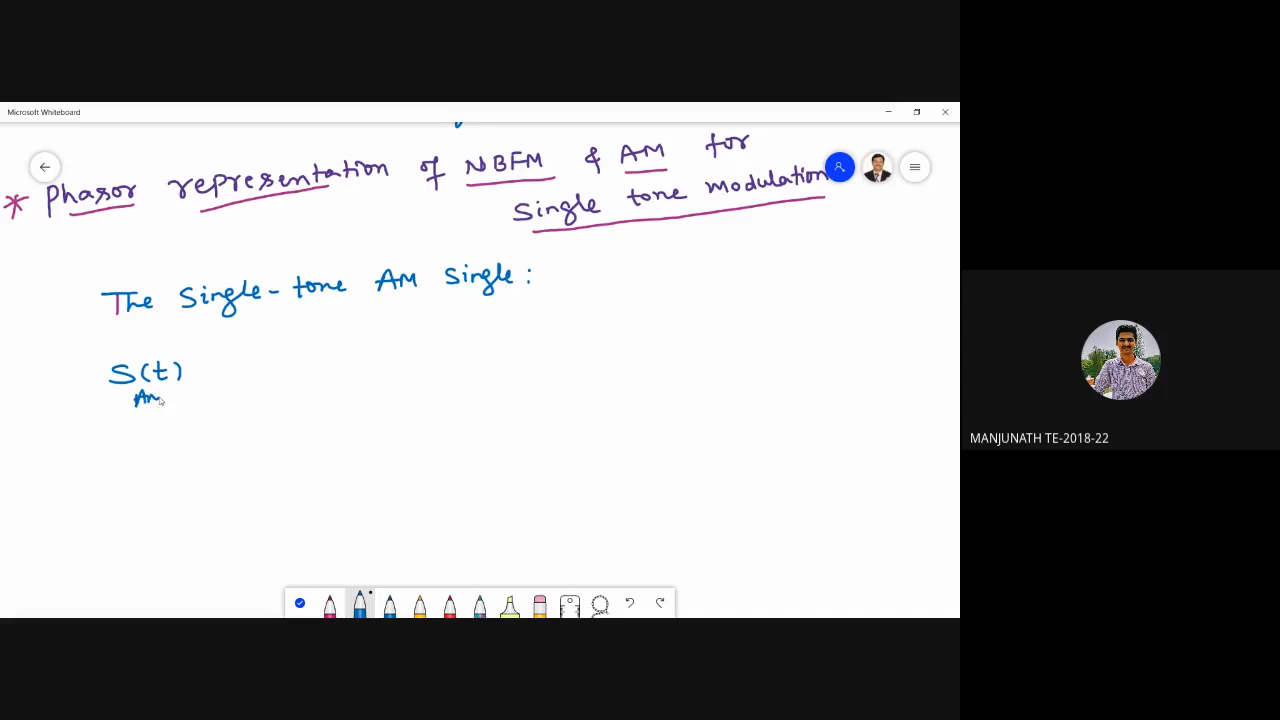 Microsoft Whiteboard
* Phasor representation of NBFM & AM for
Single tone modulation
The Single-tone AM Single:
S(t)
Am
MANJUNATH TE-2018-22